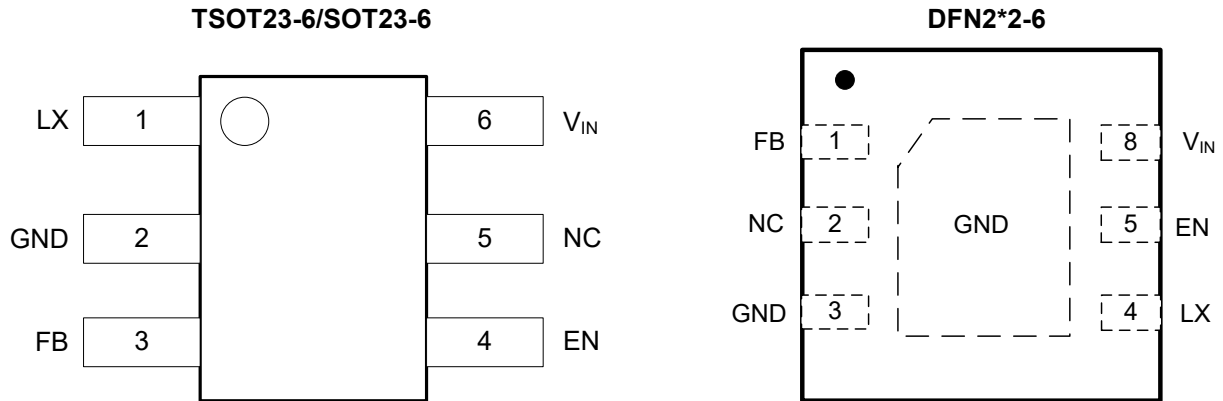 TSOT23-6/SOT23-6
LX 1 6 VIN
GND 2 5 NC
FB 3 4 EN
DFN2*2-6
FB 1 8 VIN
NC 2 GND 5 EN
GND 3 4 LX